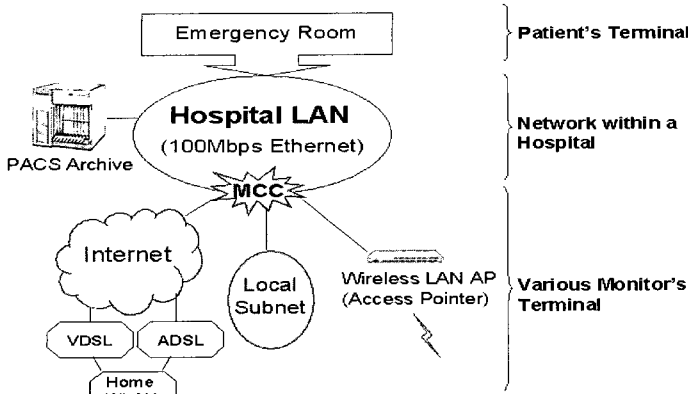 Emergency Room
Patient's Terminal
Hospital LAN
(100Mbps Ethernet)
Network within a
Hospital
PACS Archive
MCC
Internet
Local
Subnet
Wireless LAN AP
(Access Pointer)
Various Monitor's
Terminal
VDSL
ADSL
Home